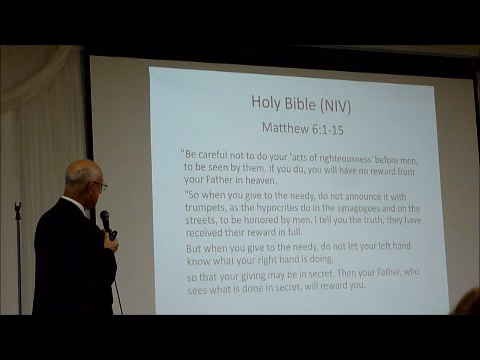 Holy Bible (NIV)
Matthew 6:1-15
"Be careful not to do your 'acts of righteousness' before men,
to be seen by them. If you do, you will have no reward from
your Father in heaven.
"So when you give to the needy, do not announce it with
trumpets, as the hypocrites do in the synagogues and on the
streets, to be honored by men. I tell you the truth, they have
received their reward in full.
But when you give to the needy, do not let your left hand
know what your right hand is doing,
so that your giving may be in secret. Then your Father, who
sees what is done in secret, will reward you.